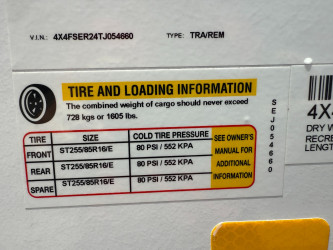 V.I.N.: 4X4FSER24TJ054660 TYPE: TRA/REM
TIRE AND LOADING INFORMATION
The combined weight of cargo should never exceed
728 kgs or 1605 lbs.
TIRE SIZE COLD TIRE PRESSURE SEE OWNER'S MANUAL FOR ADDITIONAL INFORMATION
FRONT ST255/85R16/E 80 PSI / 552 KPA
REAR ST255/85R16/E 80 PSI / 552 KPA
SPARE ST255/85R16/E 80 PSI / 552 KPA
SEJ054660
4X4
DRY W
RECRE
LENGT